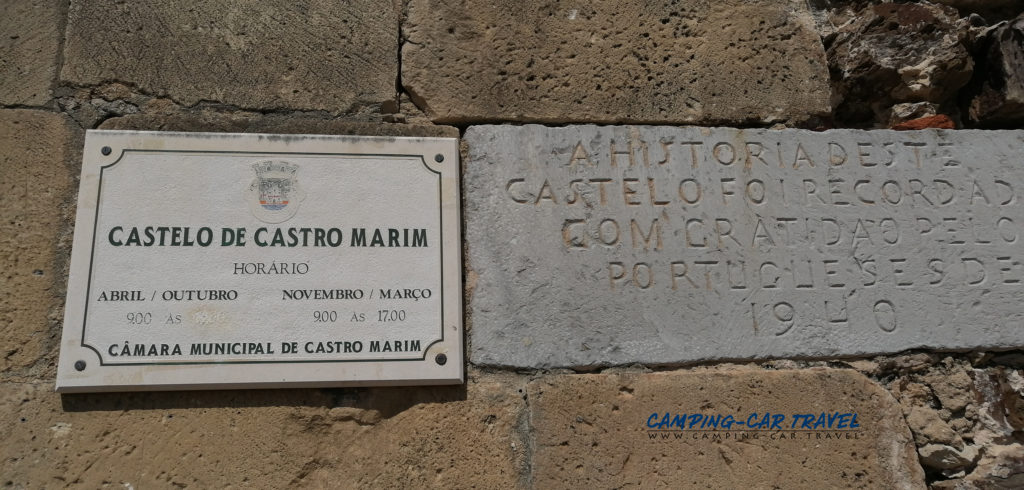 CASTELO DE CASTRO MARIM
HORÁRIO
ABRIL / OUTUBRO
9.00 ÀS
NOVEMBRO / MARÇO
9.00 ÀS 17.00
CÂMARA MUNICIPAL DE CASTRO MARIM
A HISTORIA DESTE
CASTELO FOI RECORDAD
COM GRATIDÃO PELO
PORTUGUESES DE
1940
CAMPING-CAR TRAVEL
WWW.CAMPING-CAR.TRAVEL